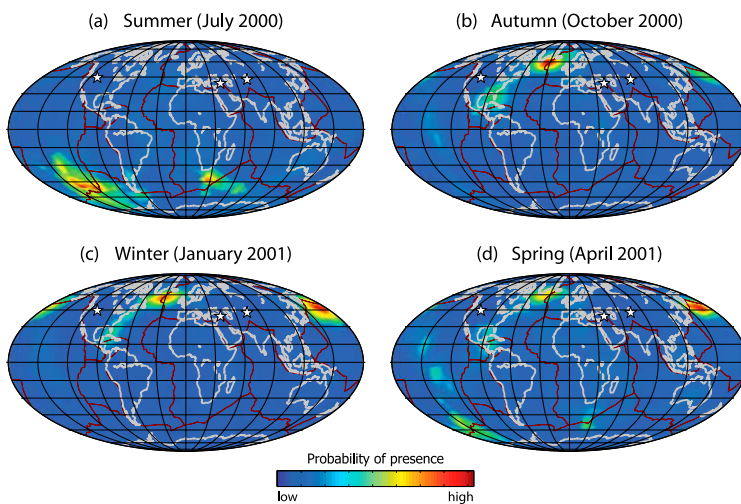 (a) Summer (July 2000)
(b) Autumn (October 2000)
(c) Winter (January 2001)
(d) Spring (April 2001)
Probability of presence
low high